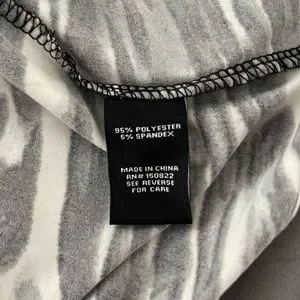 95% POLYESTER
5% SPANDEX
MADE IN CHINA
RN# 150822
SEE REVERSE
FOR CARE